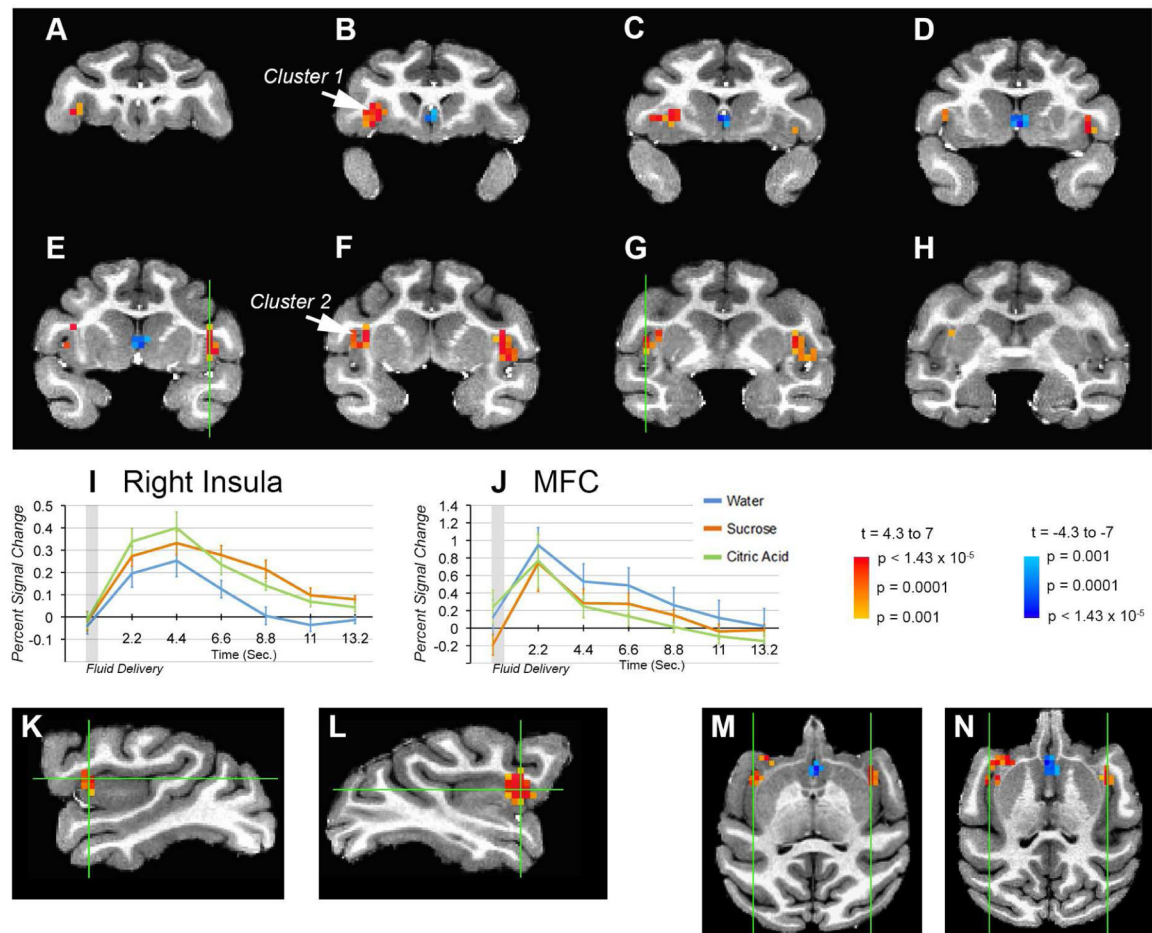 A
B
C
D
Cluster 1
E
F
G
H
Cluster 2
I Right Insula
Percent Signal Change
0.5
0.4
0.3
0.2
0.1
0
-0.1
2.2 4.4 6.6 8.8 11 13.2
Time (Sec.)
Fluid Delivery
J MFC
Percent Signal Change
1.4
1.2
1
0.8
0.6
0.4
0.2
0
-0.2
2.2 4.4 6.6 8.8 11 13.2
Time (Sec.)
Fluid Delivery
Water
Sucrose
Citric Acid
t = 4.3 to 7
p < 1.43 x 10⁻⁵
p = 0.0001
p = 0.001
t = -4.3 to -7
p = 0.001
p = 0.0001
p < 1.43 x 10⁻⁵
K
L
M
N